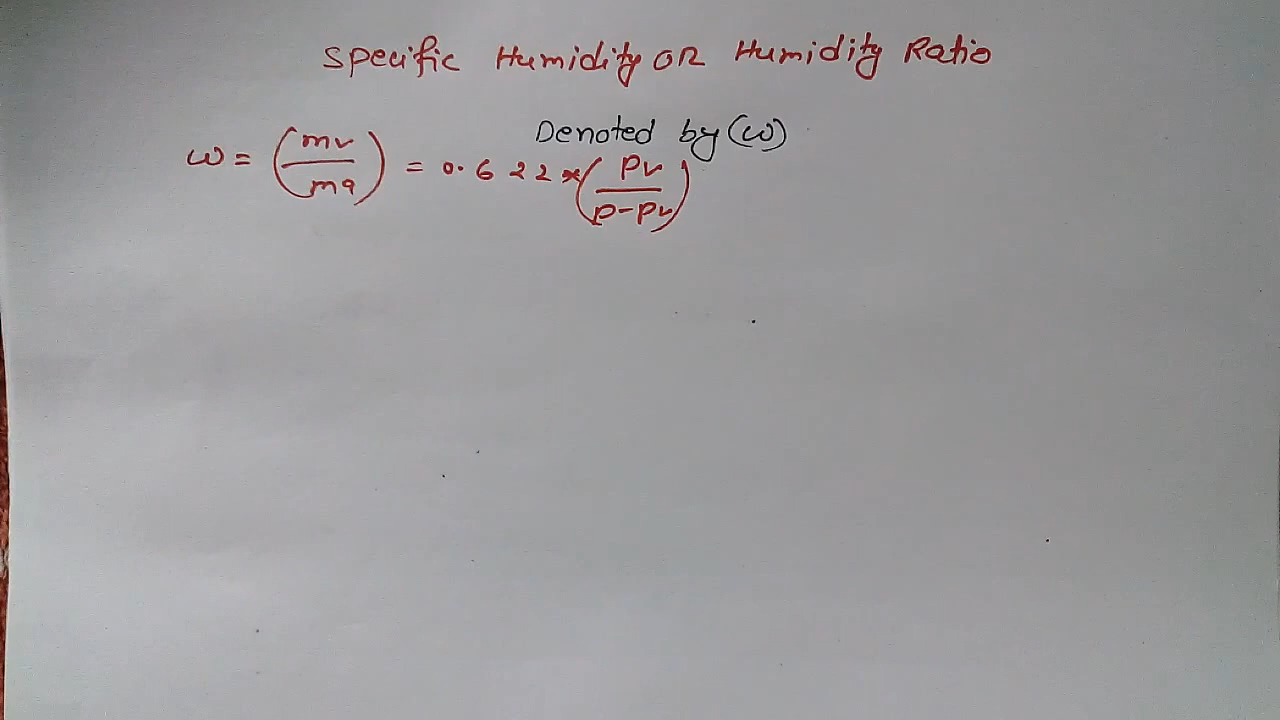 Specific Humidity OR Humidity Ratio
Denoted by (ω)
ω = (mv/ma) = 0.622 × (Pv/P-Pv)